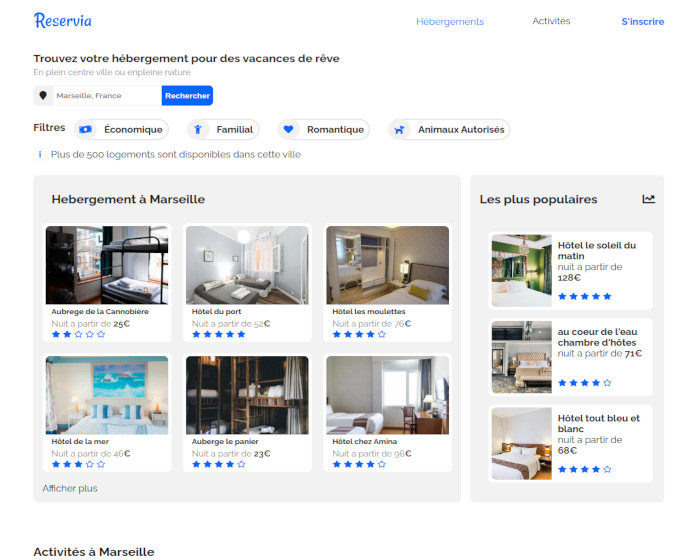 Reservia
Hébergements
Activités
S'inscrire
Trouvez votre hébergement pour des vacances de rêve
En plein centre ville ou enpleine nature
Marseille, France
Rechercher
Filtres
Économique
Familial
Romantique
Animaux Autorisés
i Plus de 500 logements sont disponibles dans cette ville
Hebergement à Marseille
Aubrege de la Cannobière
Nuit a partir de 25€
Hôtel du port
Nuit a partir de 52€
Hôtel les moulettes
Nuit a partir de 76€
Hôtel de la mer
Nuit a partir de 46€
Auberge le panier
Nuit a partir de 23€
Hôtel chez Amina
Nuit a partir de 96€
Afficher plus
Les plus populaires
Hôtel le soleil du
matin
nuit a partir de
128€
au coeur de l'eau
chambre d'hôtes
nuit a partir de 71€
Hôtel tout bleu et
blanc
nuit a partir de
68€
Activités à Marseille